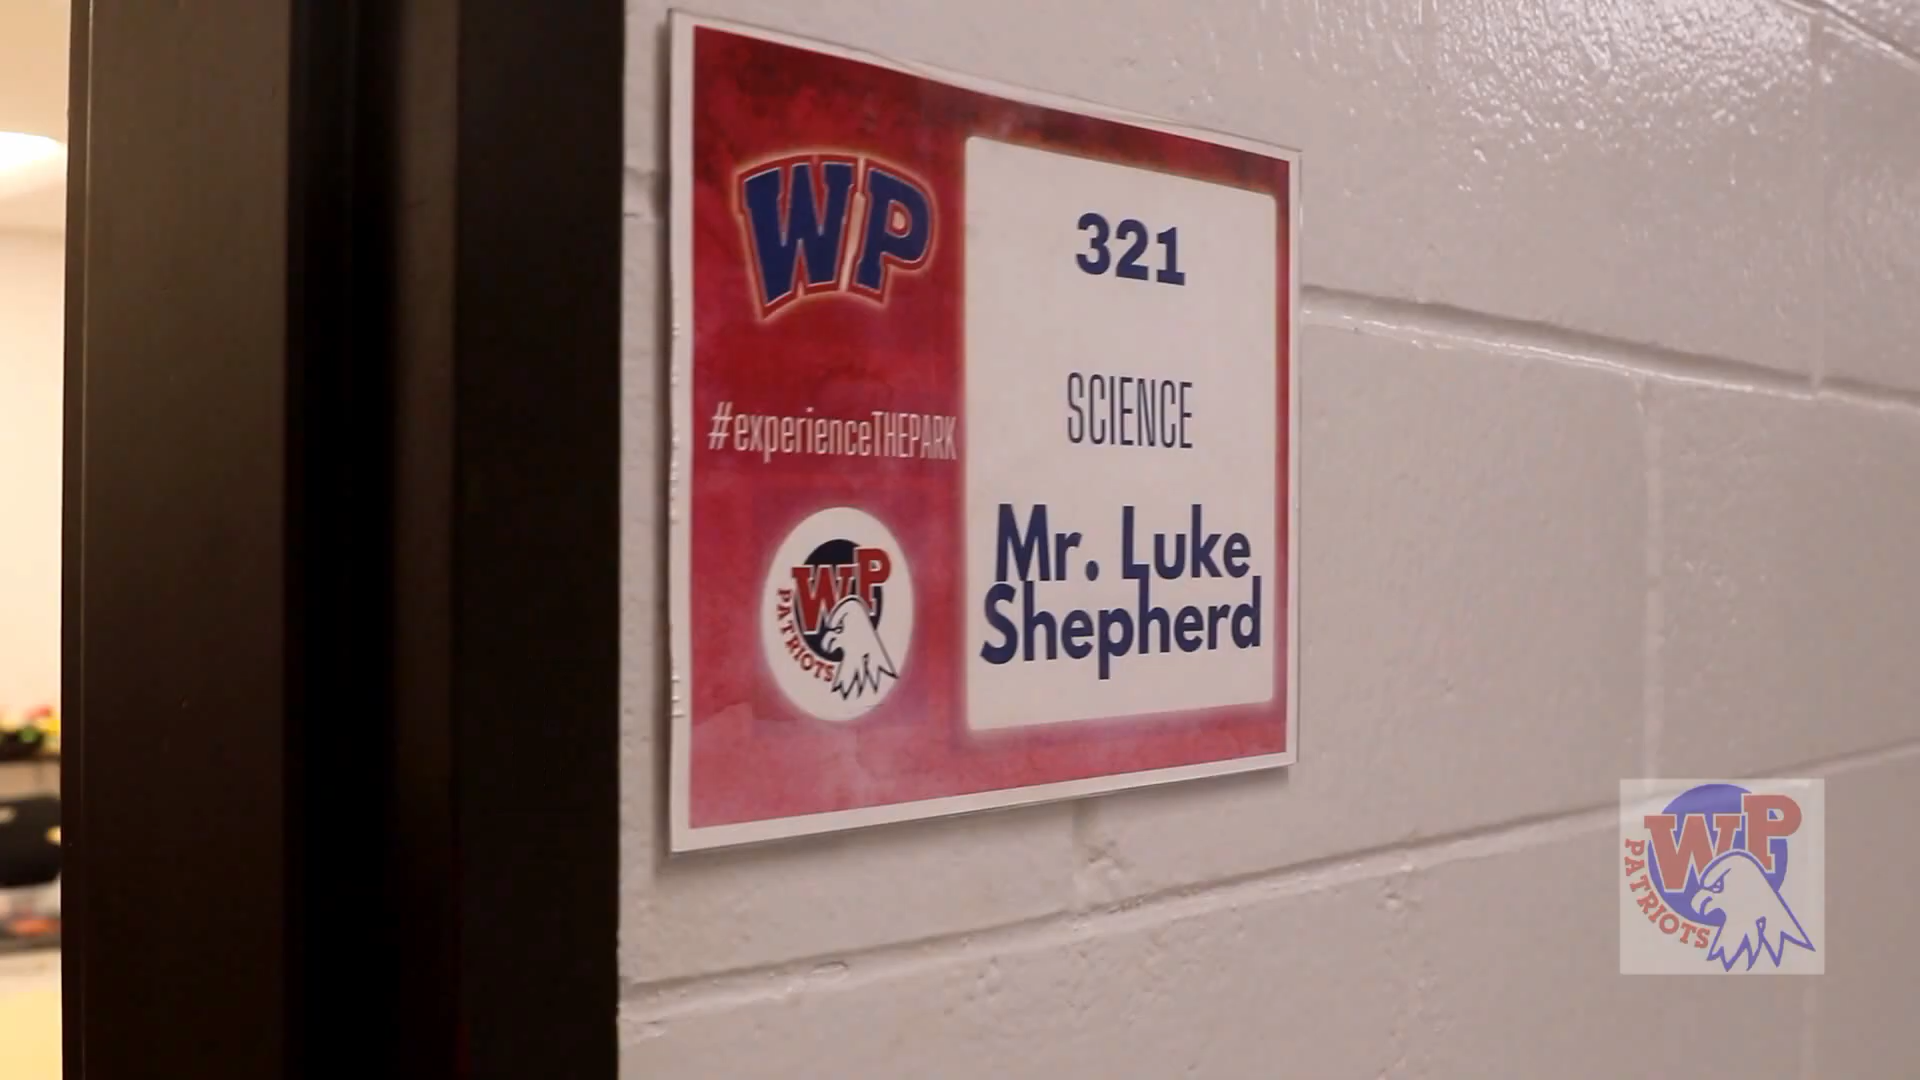 WP
#experienceTHEPARK
WP
PATRIOTS
321
SCIENCE
Mr. Luke
Shepherd
WP
PATRIOTS